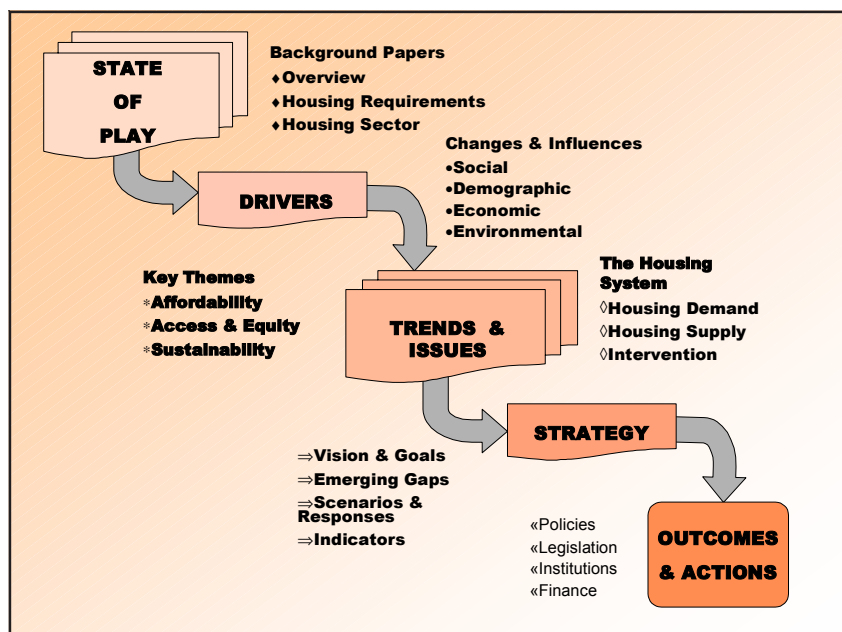 STATE
OF
PLAY
Background Papers
♦Overview
♦Housing Requirements
♦Housing Sector
DRIVERS
Changes & Influences
•Social
•Demographic
•Economic
•Environmental
Key Themes
*Affordability
*Access & Equity
*Sustainability
TRENDS &
ISSUES
The Housing
System
◊Housing Demand
◊Housing Supply
◊Intervention
STRATEGY
⇒Vision & Goals
⇒Emerging Gaps
⇒Scenarios &
Responses
⇒Indicators
«Policies
«Legislation
«Institutions
«Finance
OUTCOMES
& ACTIONS